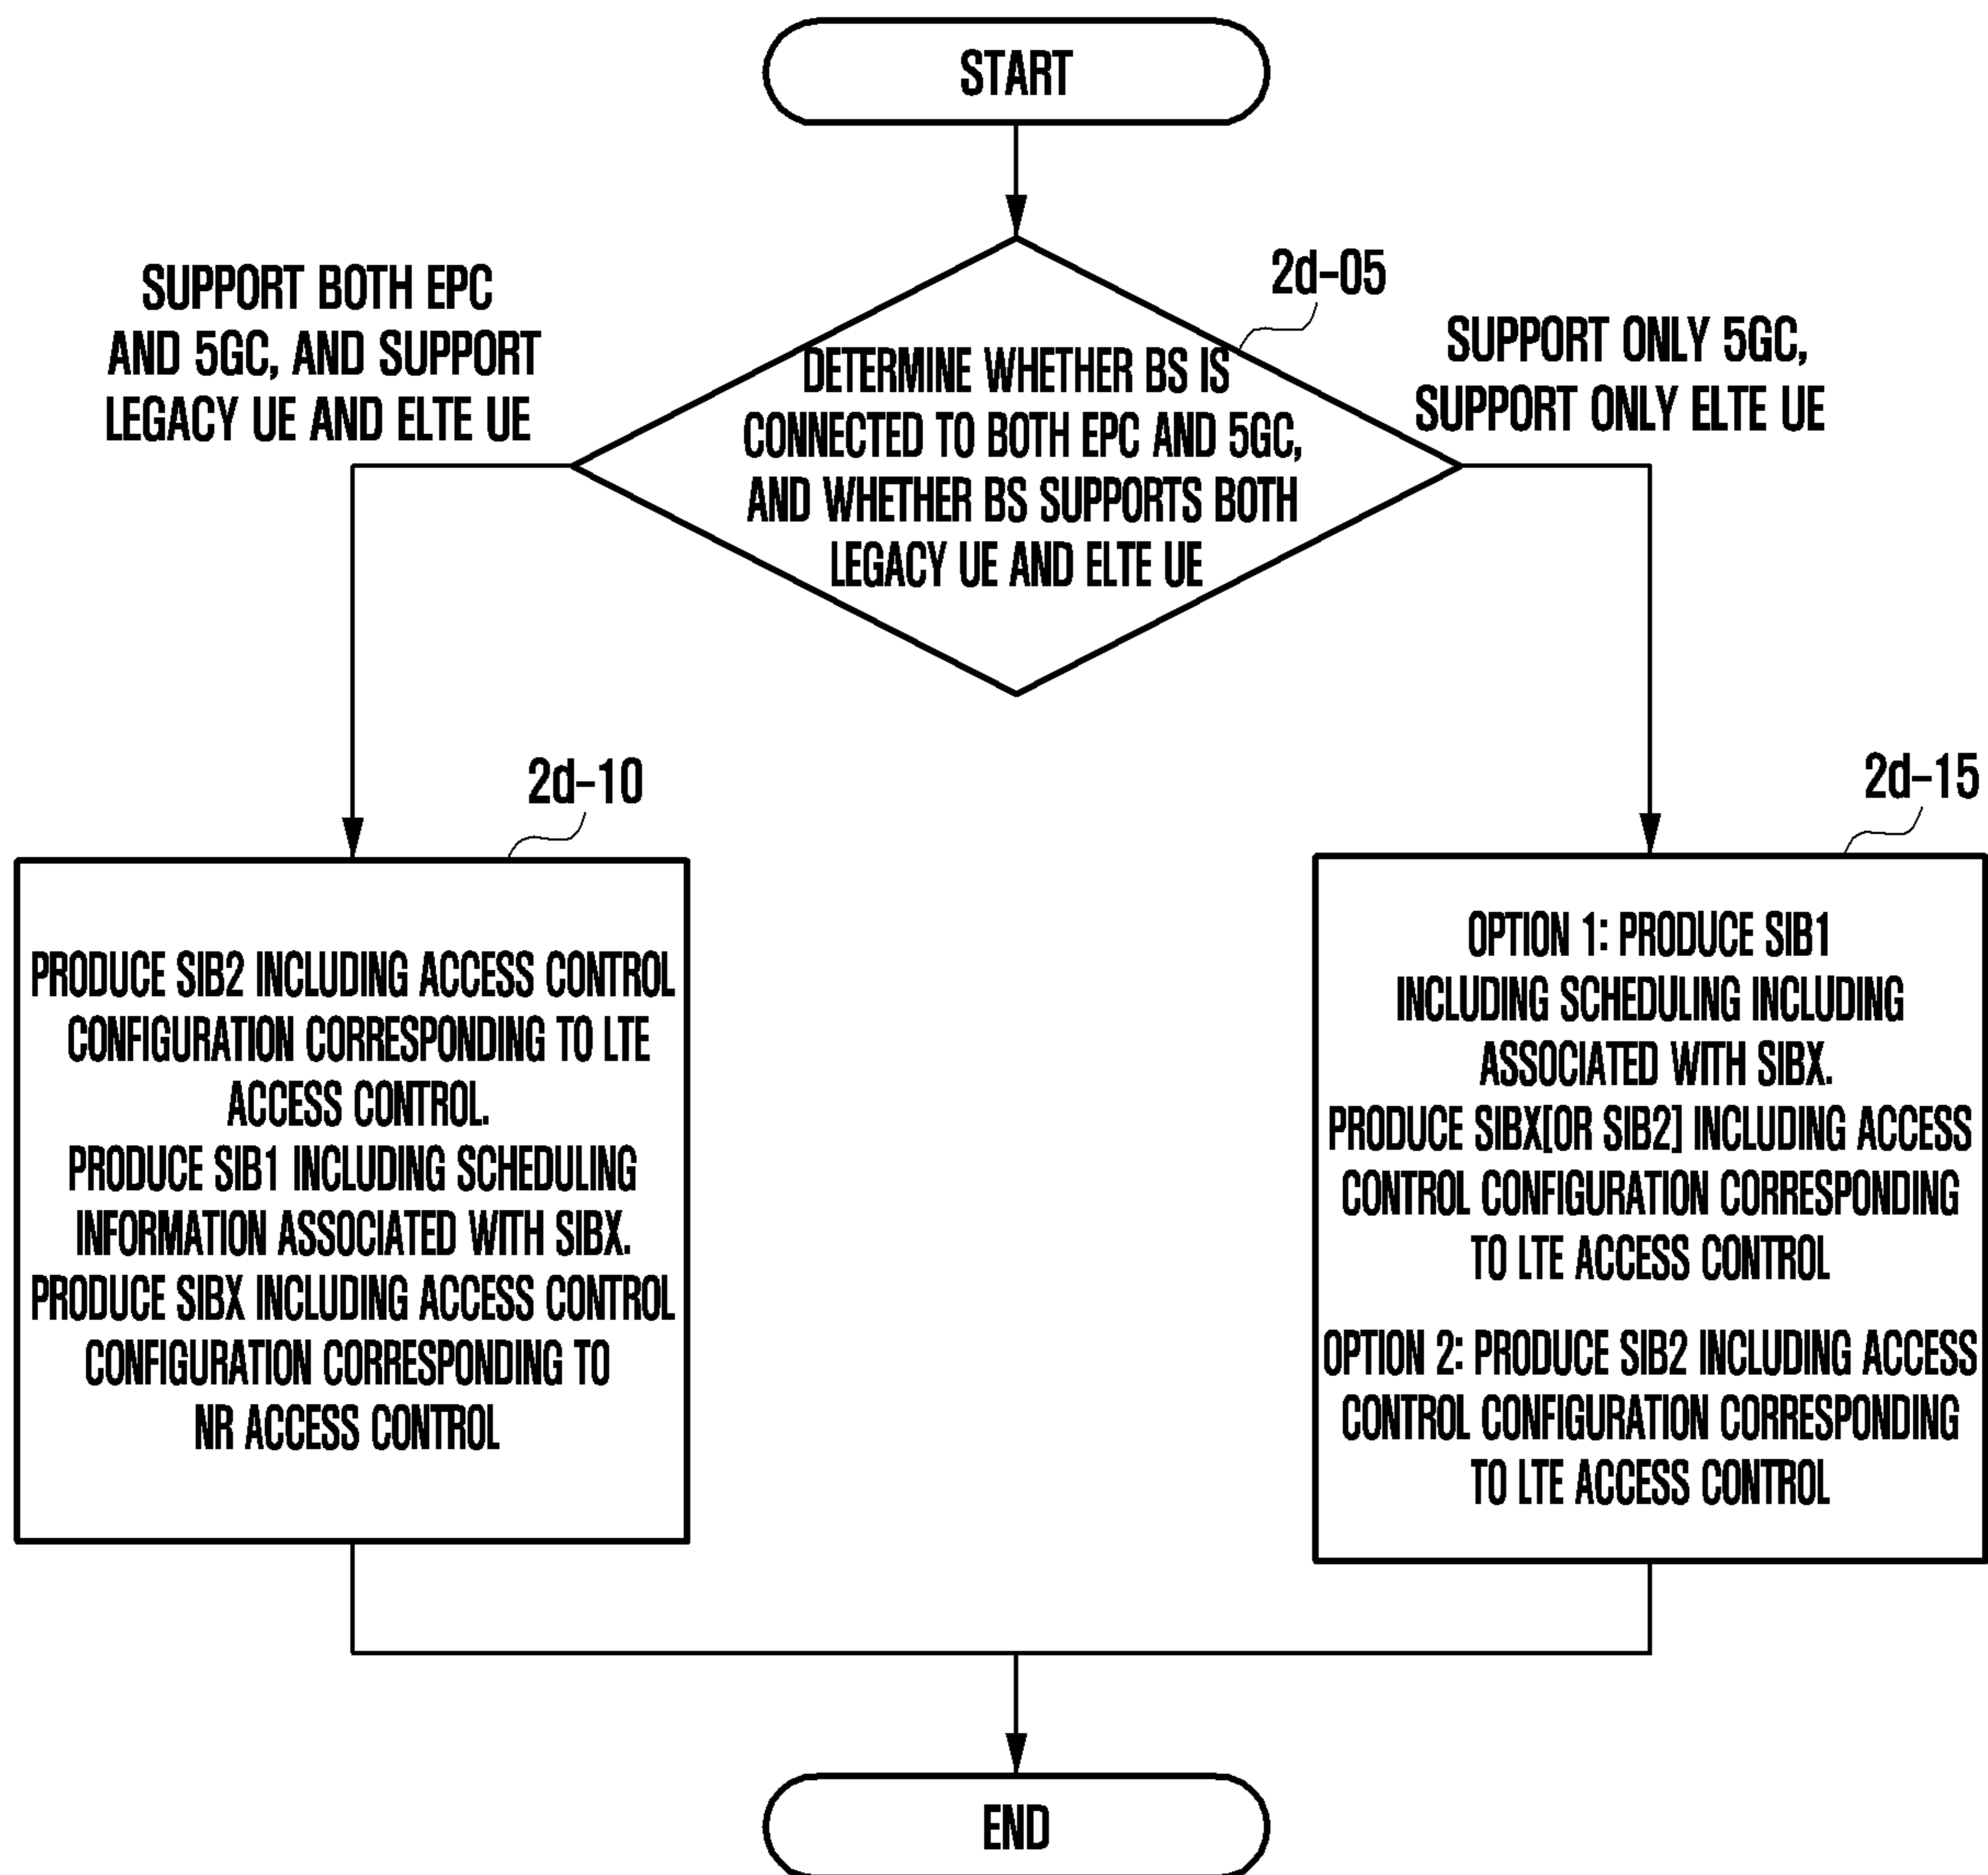 START
2d-05
SUPPORT BOTH EPC
AND 5GC, AND SUPPORT
LEGACY UE AND ELTE UE
DETERMINE WHETHER BS IS
CONNECTED TO BOTH EPC AND 5GC,
AND WHETHER BS SUPPORTS BOTH
LEGACY UE AND ELTE UE
SUPPORT ONLY 5GC,
SUPPORT ONLY ELTE UE
2d-10
PRODUCE SIB2 INCLUDING ACCESS CONTROL
CONFIGURATION CORRESPONDING TO LTE
ACCESS CONTROL.
PRODUCE SIB1 INCLUDING SCHEDULING
INFORMATION ASSOCIATED WITH SIBX.
PRODUCE SIBX INCLUDING ACCESS CONTROL
CONFIGURATION CORRESPONDING TO
NR ACCESS CONTROL
2d-15
OPTION 1: PRODUCE SIB1
INCLUDING SCHEDULING INCLUDING
ASSOCIATED WITH SIBX.
PRODUCE SIBX[OR SIB2] INCLUDING ACCESS
CONTROL CONFIGURATION CORRESPONDING
TO LTE ACCESS CONTROL
OPTION 2: PRODUCE SIB2 INCLUDING ACCESS
CONTROL CONFIGURATION CORRESPONDING
TO LTE ACCESS CONTROL
END